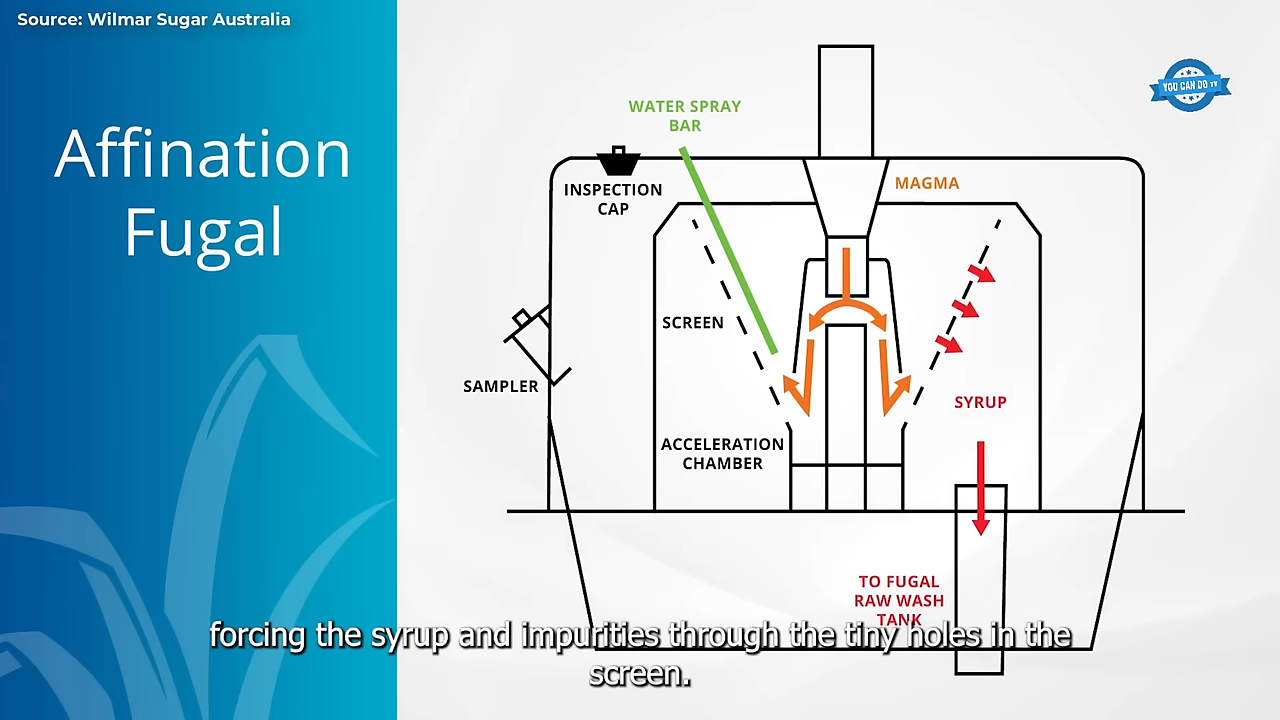 Source: Wilmar Sugar Australia
Affination
Fugal
YOU CAN DO TV
WATER SPRAY
BAR
INSPECTION
CAP
MAGMA
SCREEN
SAMPLER
SYRUP
ACCELERATION
CHAMBER
TO FUGAL
RAW WASH
TANK
forcing the syrup and impurities through the tiny holes in the
screen.